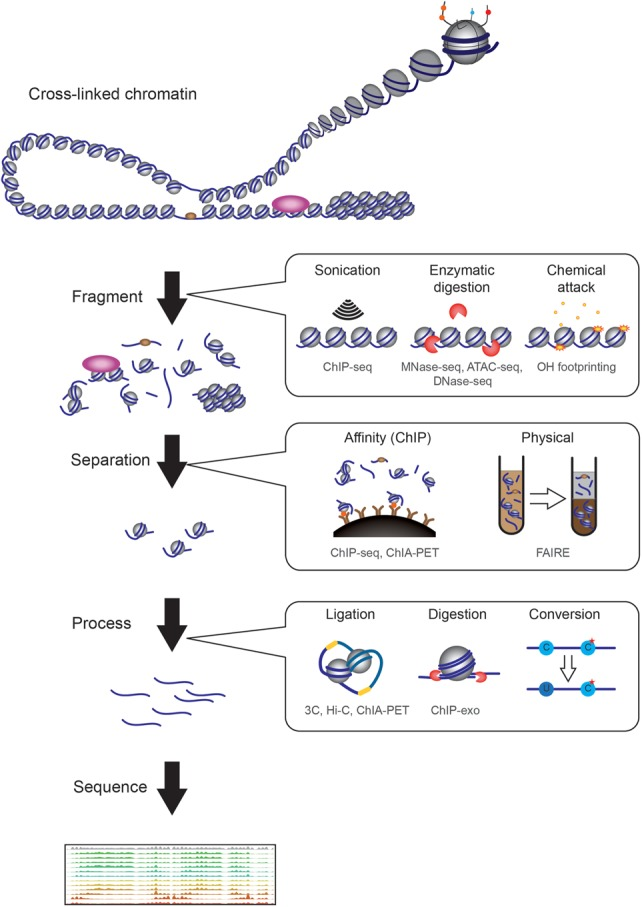 Cross-linked chromatin
Fragment
Sonication
Enzymatic
digestion
Chemical
attack
ChIP-seq
MNase-seq, ATAC-seq,
DNase-seq
OH footprinting
Separation
Affinity (ChIP)
Physical
ChIP-seq, ChIA-PET
FAIRE
Process
Ligation
Digestion
Conversion
C
C
U
C
3C, Hi-C, ChIA-PET
ChIP-exo
Sequence